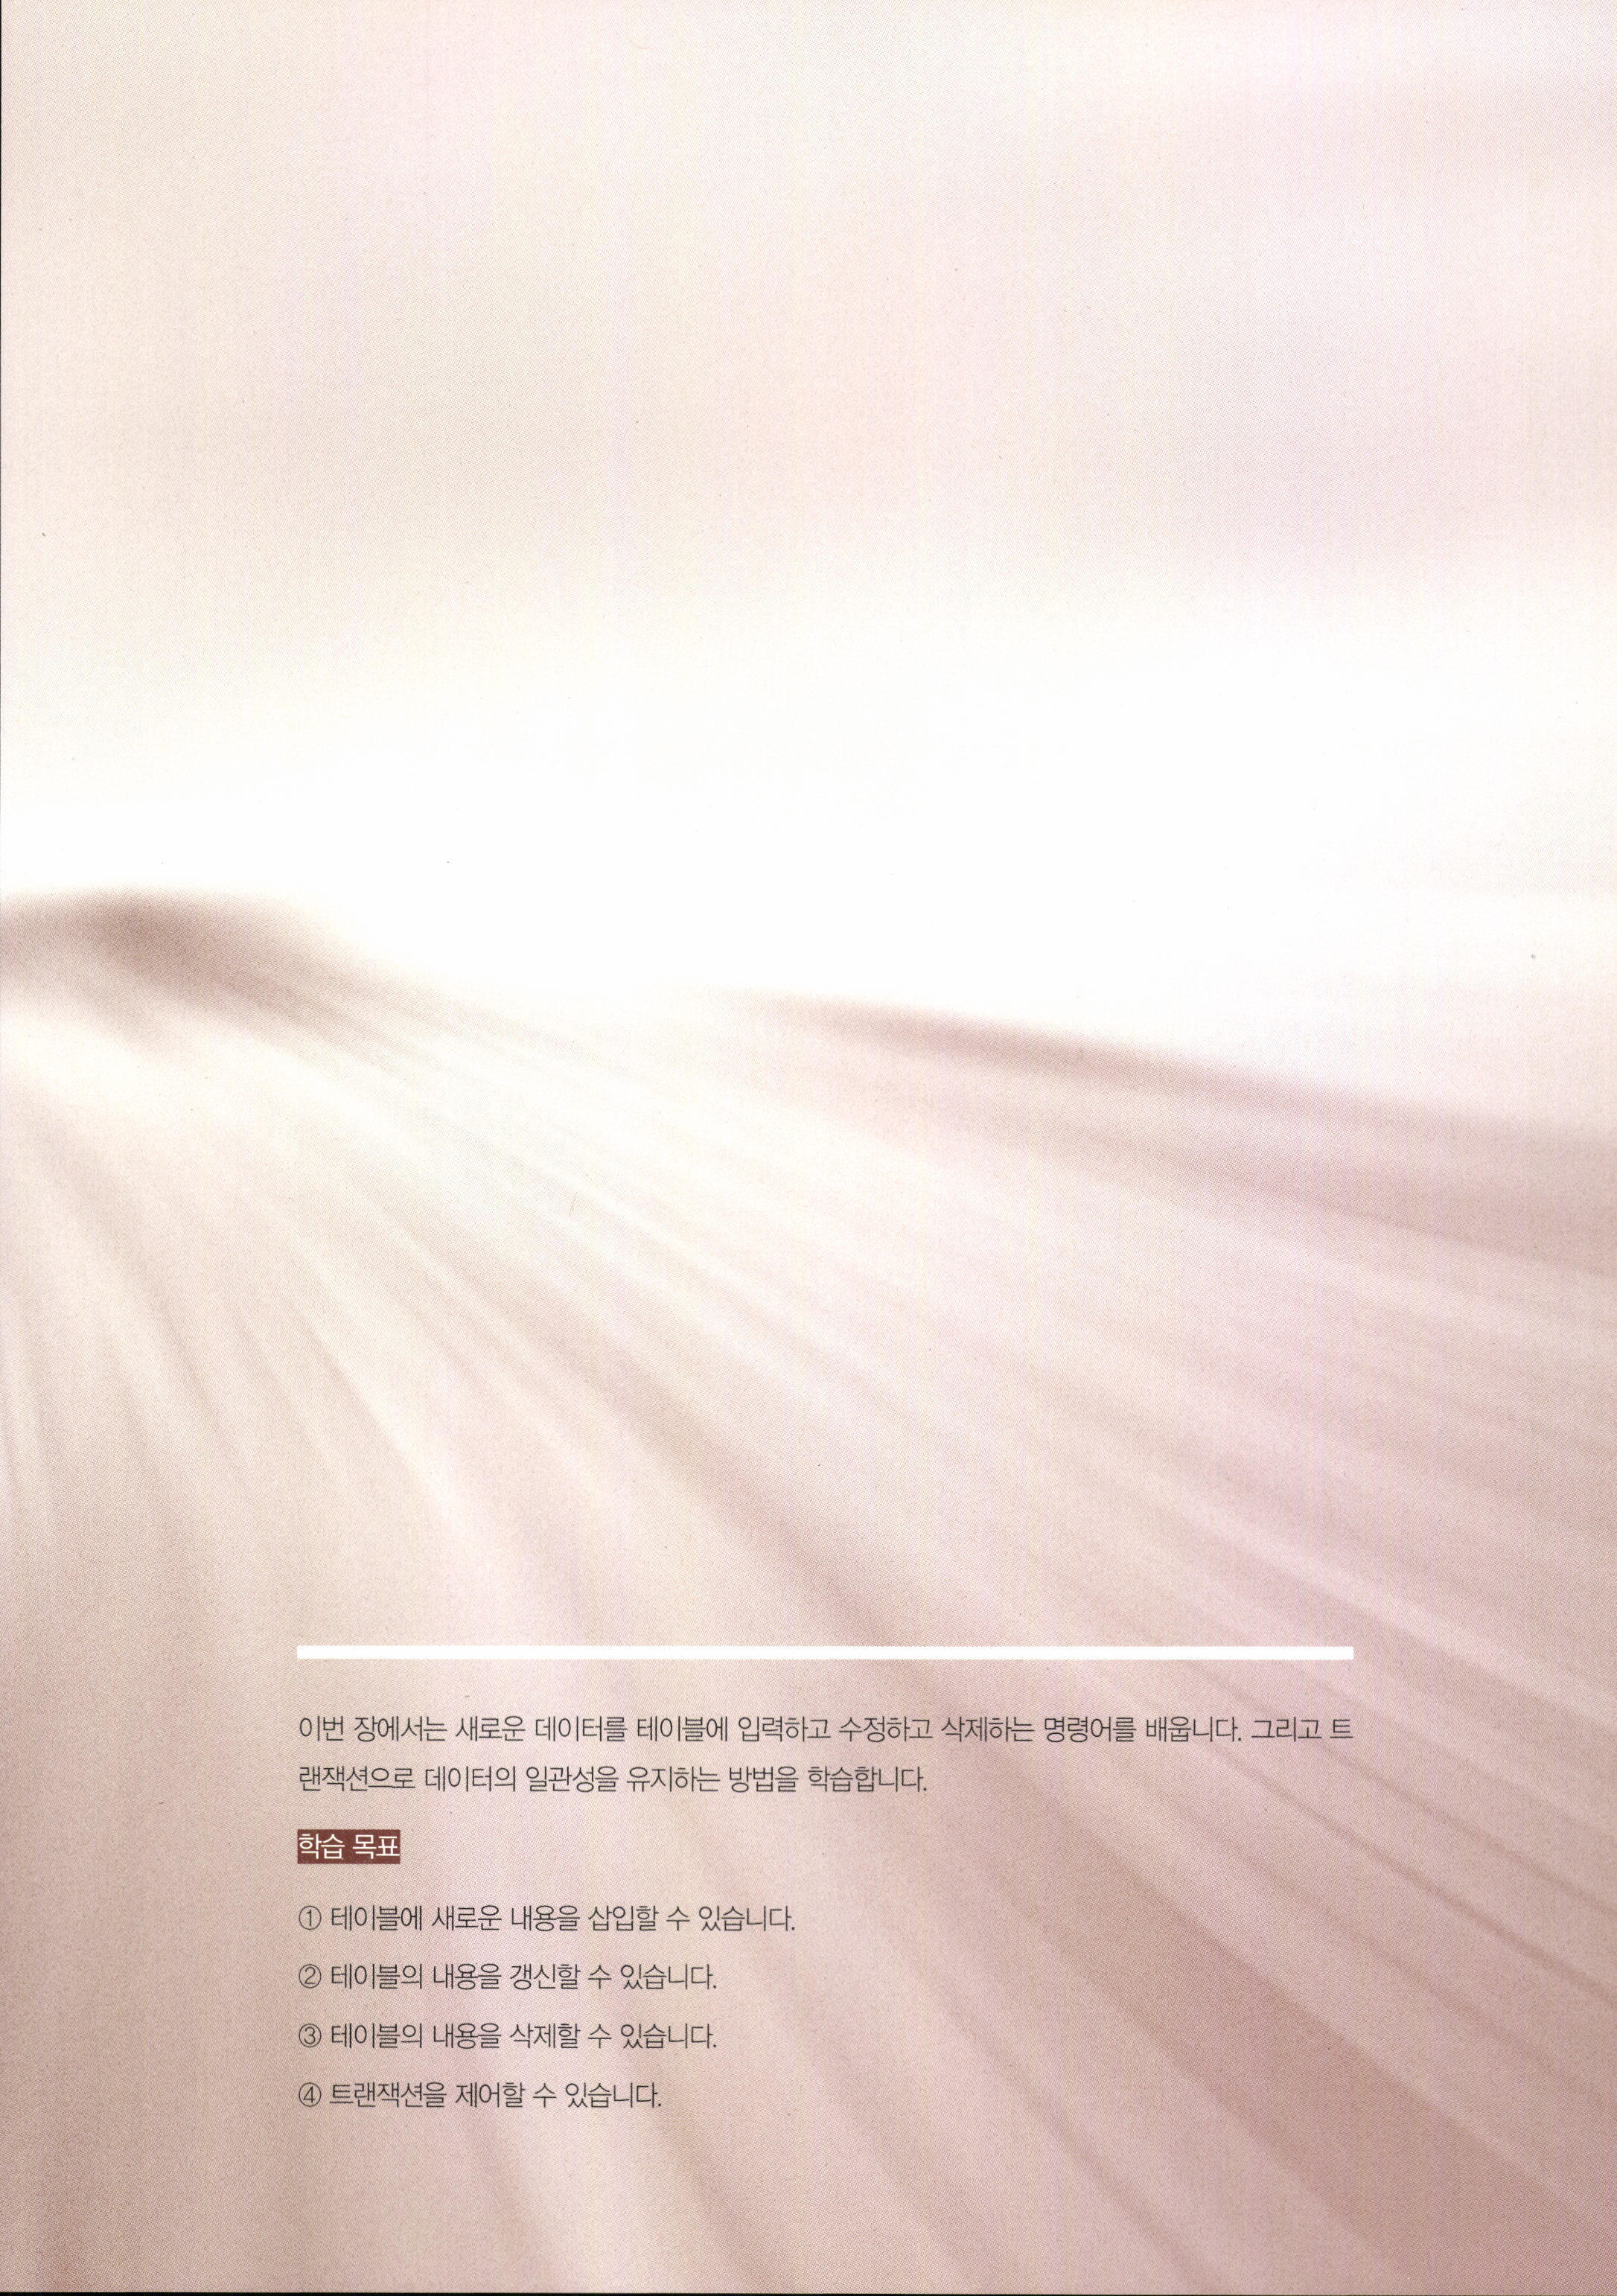 이번 장에서는 새로운 데이터를 테이블에 입력하고 수정하고 삭제하는 명령어를 배웁니다. 그리고 트
랜잭션으로 데이터의 일관성을 유지하는 방법을 학습합니다.
학습 목표
① 테이블에 새로운 내용을 삽입할 수 있습니다.
② 테이블의 내용을 갱신할 수 있습니다.
③ 테이블의 내용을 삭제할 수 있습니다.
④ 트랜잭션을 제어할 수 있습니다.